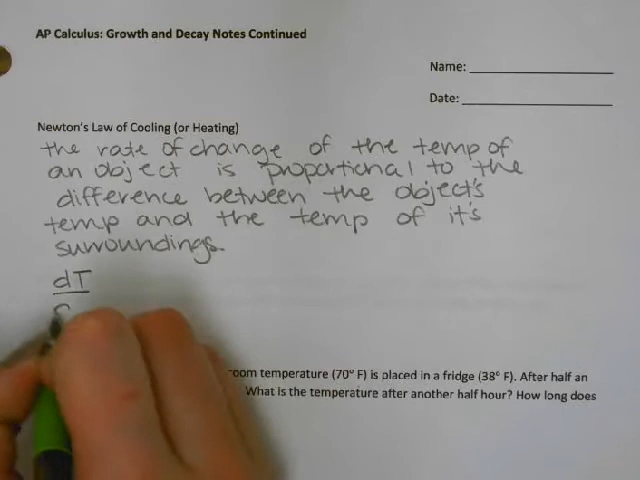 AP Calculus: Growth and Decay Notes Continued
Name:
Date:
Newton's Law of Cooling (or Heating)
the rate of change of the temp of
an object is proportional to the
difference between the object's
temp and the temp of it's
surroundings.
dT
room temperature (70° F) is placed in a fridge (38° F). After half an
What is the temperature after another half hour? How long does